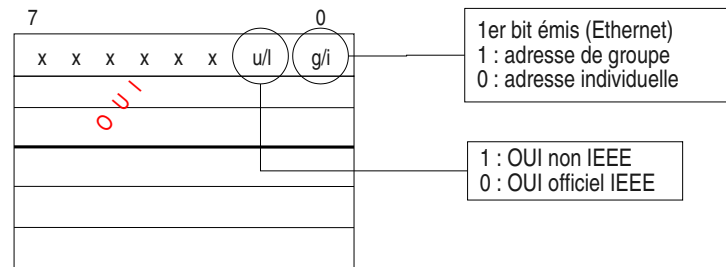 7 0
x x x x x x u/l g/i
O U I
1er bit émis (Ethernet)
1 : adresse de groupe
0 : adresse individuelle
1 : OUI non IEEE
0 : OUI officiel IEEE